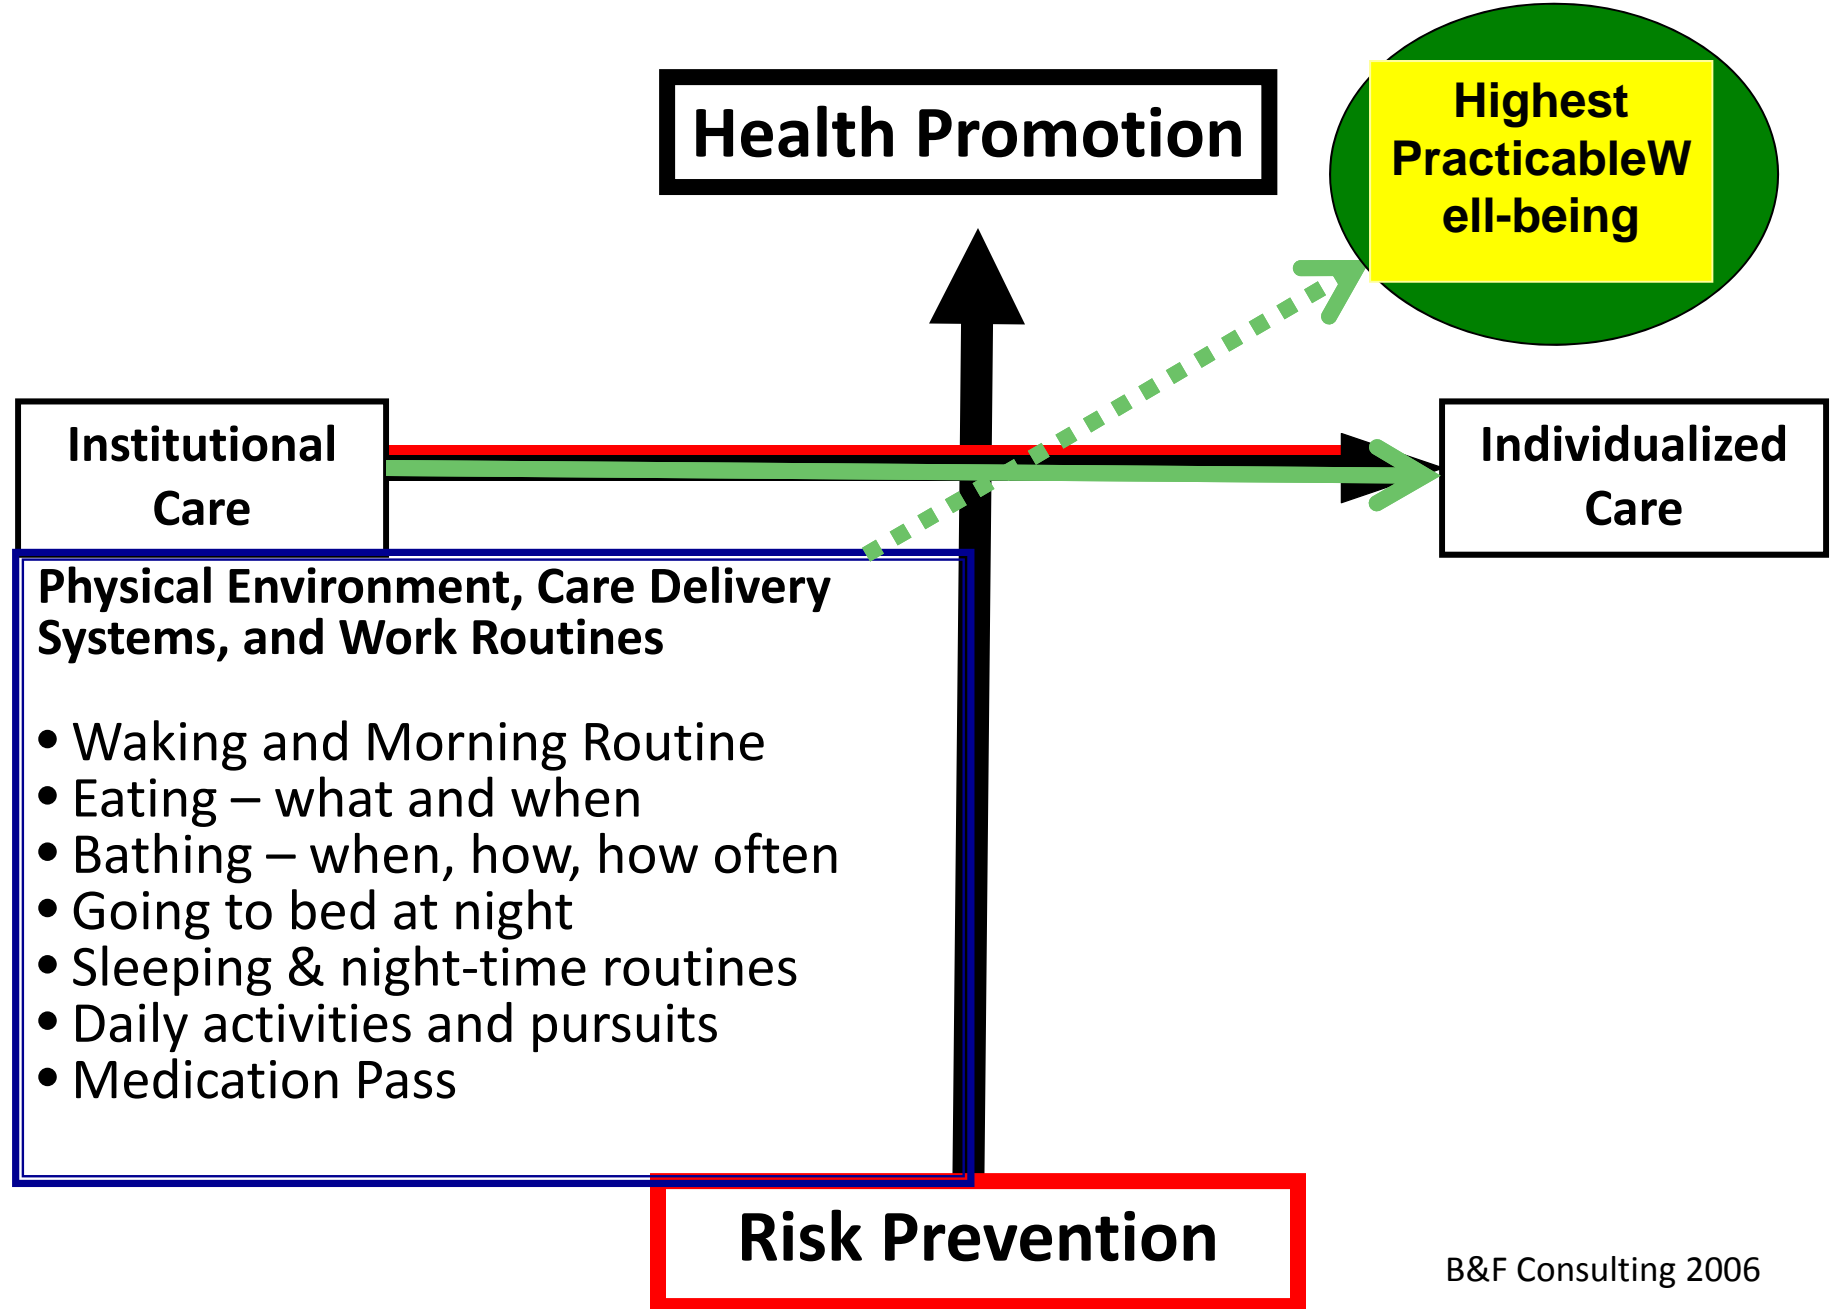 Health Promotion
Highest
PracticableW
ell-being
Institutional
Care
Individualized
Care
Physical Environment, Care Delivery
Systems, and Work Routines
• Waking and Morning Routine
• Eating – what and when
• Bathing – when, how, how often
• Going to bed at night
• Sleeping & night-time routines
• Daily activities and pursuits
• Medication Pass
Risk Prevention
B&F Consulting 2006